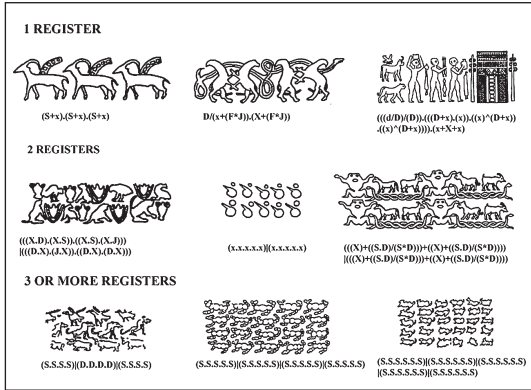 1 REGISTER
(S+x).(S+x).(S+x)
D/(x+(F*J)).(X+(F*J))
(((d/D)/(D)).(((D+x).(x)).((x)^(D+x))
.((x)^(D+x)))).(x+X+x)
2 REGISTERS
(((X.D).(X.S)).((X.S).(X.J)))
|(((D.X).(J.X)).((D.X).(D.X)))
(x.x.x.x.x)|(x.x.x.x.x)
(((X)+((S.D)/(S*D)))+((X)+((S.D)/(S*D))))
|(((X)+((S.D)/(S*D)))+((X)+((S.D)/(S*D))))
3 OR MORE REGISTERS
(S.S.S.S)|(D.D.D.D)|(S.S.S.S)
(S.S.S.S.S)|(S.S.S.S.S)|(S.S.S.S.S)|(S.S.S.S.S)
(S.S.S.S.S.S)|(S.S.S.S.S.S)|(S.S.S.S.S.S)
|(S.S.S.S.S.S)|(S.S.S.S.S.S)